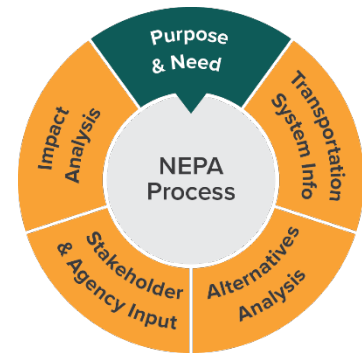 Purpose
& Need
Transportation
System Info
Alternatives
Analysis
Stakeholder
& Agency Input
Impact
Analysis
NEPA
Process